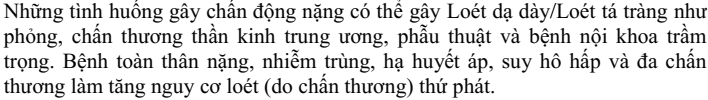 Những tình huống gây chấn động nặng có thể gây Loét dạ dày/Loét tá tràng như
phỏng, chấn thương thần kinh trung ương, phẫu thuật và bệnh nội khoa trầm
trọng. Bệnh toàn thân nặng, nhiễm trùng, hạ huyết áp, suy hô hấp và đa chấn
thương làm tăng nguy cơ loét (do chấn thương) thứ phát.